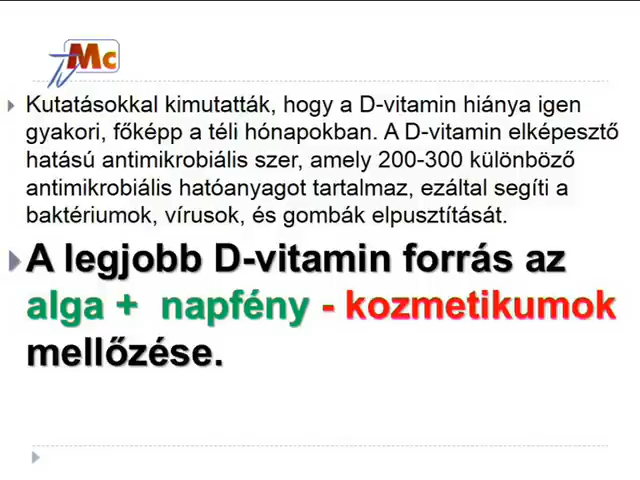 TV Mc
Kutatásokkal kimutatták, hogy a D-vitamin hiánya igen
gyakori, főképp a téli hónapokban. A D-vitamin elképesztő
hatású antimikrobiális szer, amely 200-300 különböző
antimikrobiális hatóanyagot tartalmaz, ezáltal segíti a
baktériumok, vírusok, és gombák elpusztítását.
A legjobb D-vitamin forrás az
alga + napfény - kozmetikumok
mellőzése.